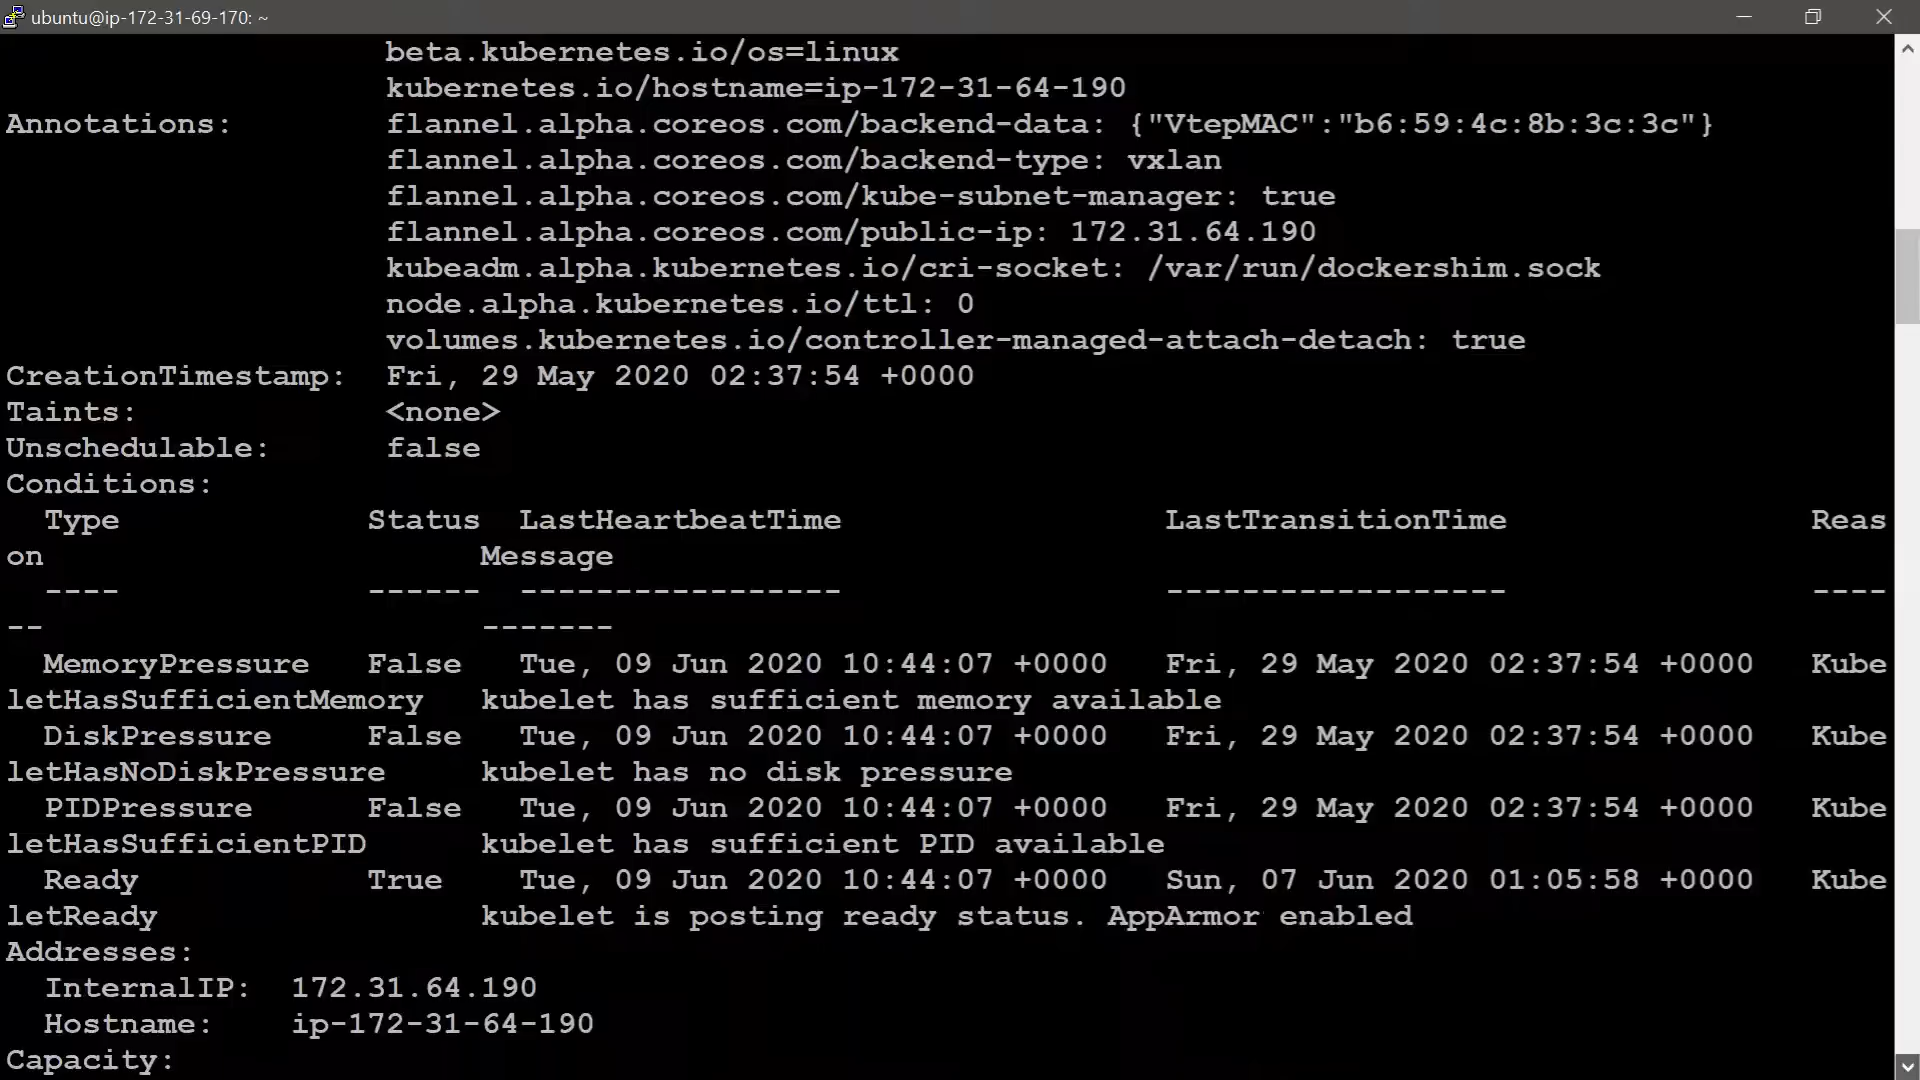 ubuntu@ip-172-31-69-170: ~
beta.kubernetes.io/os=linux
kubernetes.io/hostname=ip-172-31-64-190
Annotations: flannel.alpha.coreos.com/backend-data: {"VtepMAC":"b6:59:4c:8b:3c:3c"}
flannel.alpha.coreos.com/backend-type: vxlan
flannel.alpha.coreos.com/kube-subnet-manager: true
flannel.alpha.coreos.com/public-ip: 172.31.64.190
kubeadm.alpha.kubernetes.io/cri-socket: /var/run/dockershim.sock
node.alpha.kubernetes.io/ttl: 0
volumes.kubernetes.io/controller-managed-attach-detach: true
CreationTimestamp: Fri, 29 May 2020 02:37:54 +0000
Taints: <none>
Unschedulable: false
Conditions:
Type Status LastHeartbeatTime LastTransitionTime Reas
on Message
---- ------ ----------------- ------------------ ----
-- -------
MemoryPressure False Tue, 09 Jun 2020 10:44:07 +0000 Fri, 29 May 2020 02:37:54 +0000 Kube
letHasSufficientMemory kubelet has sufficient memory available
DiskPressure False Tue, 09 Jun 2020 10:44:07 +0000 Fri, 29 May 2020 02:37:54 +0000 Kube
letHasNoDiskPressure kubelet has no disk pressure
PIDPressure False Tue, 09 Jun 2020 10:44:07 +0000 Fri, 29 May 2020 02:37:54 +0000 Kube
letHasSufficientPID kubelet has sufficient PID available
Ready True Tue, 09 Jun 2020 10:44:07 +0000 Sun, 07 Jun 2020 01:05:58 +0000 Kube
letReady kubelet is posting ready status. AppArmor enabled
Addresses:
InternalIP: 172.31.64.190
Hostname: ip-172-31-64-190
Capacity: